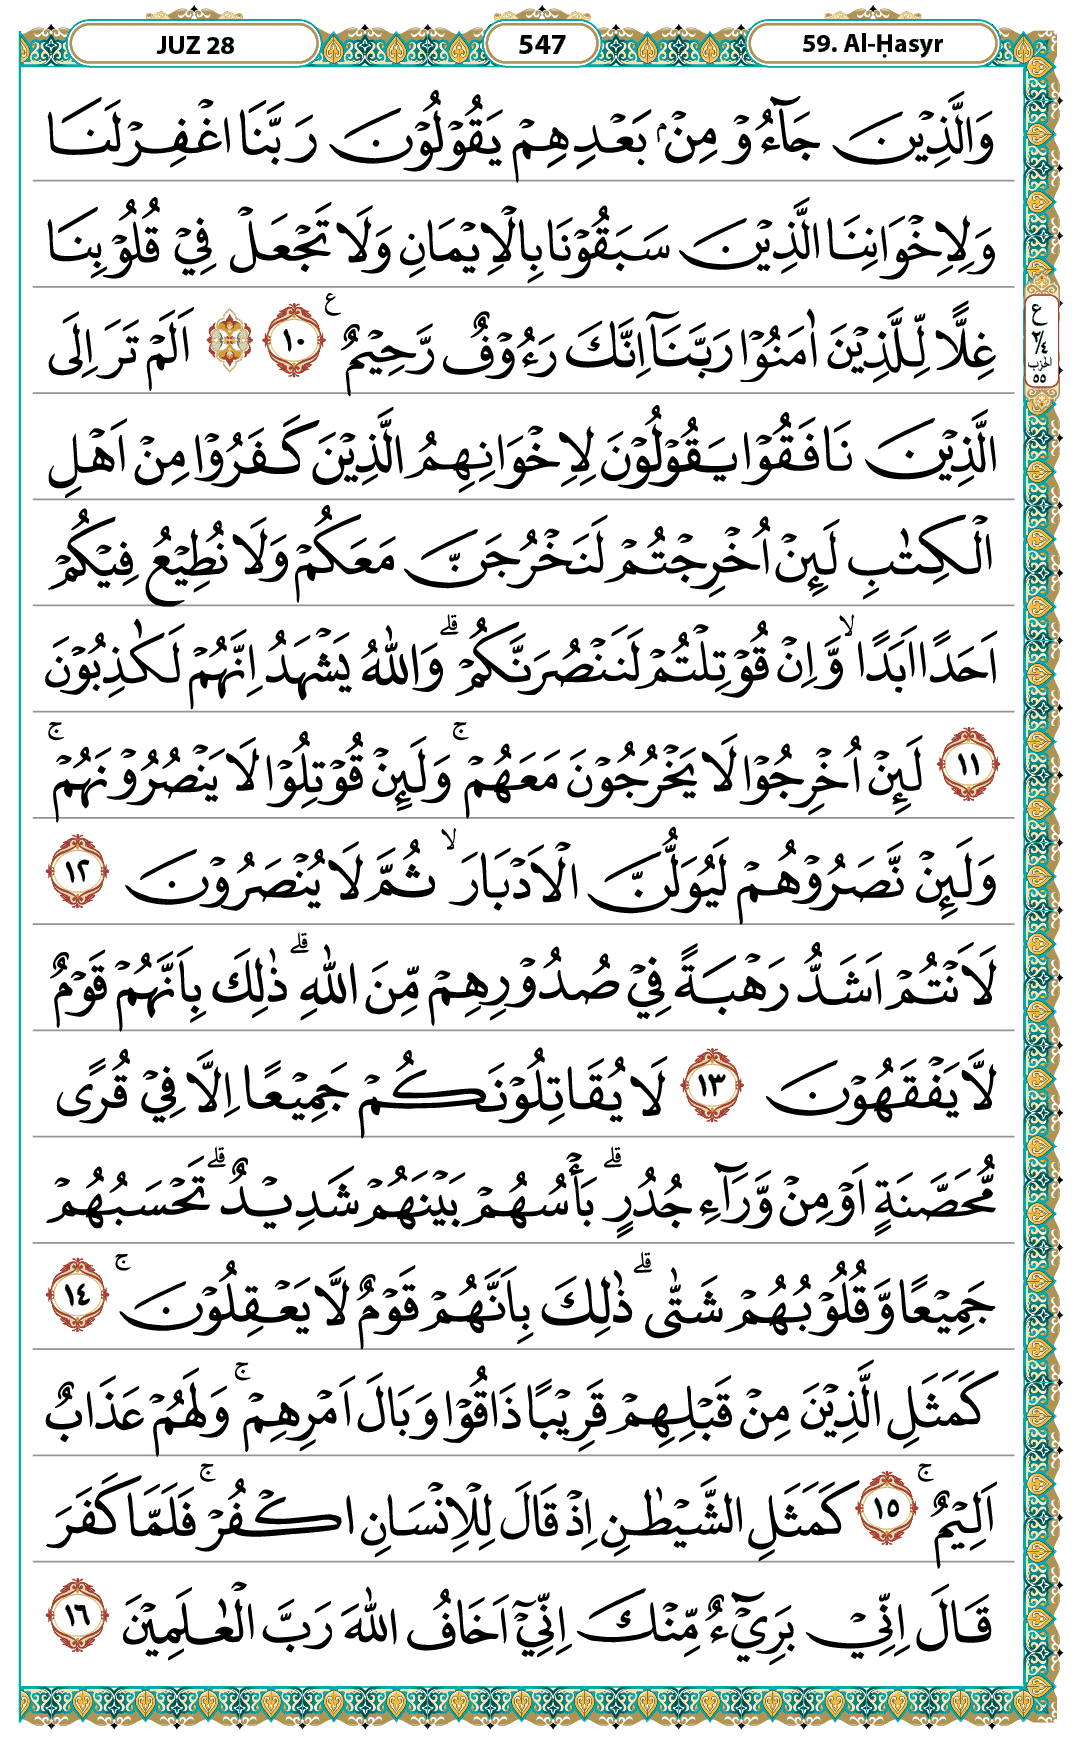 JUZ 28
547
59. Al-Ḥasyr
وَالَّذِيْنَ جَاۤءُوْ مِنْۢ بَعْدِهِمْ يَقُوْلُوْنَ رَبَّنَا اغْفِرْ لَنَا
وَلِاِخْوَانِنَا الَّذِيْنَ سَبَقُوْنَا بِالْاِيْمَانِ وَلَا تَجْعَلْ فِيْ قُلُوْبِنَا
غِلًّا لِّلَّذِيْنَ اٰمَنُوْا رَبَّنَآ اِنَّكَ رَءُوْفٌ رَّحِيْمٌ ࣖ ١٠ ۞ اَلَمْ تَرَ اِلَى
الَّذِيْنَ نَافَقُوْا يَقُوْلُوْنَ لِاِخْوَانِهِمُ الَّذِيْنَ كَفَرُوْا مِنْ اَهْلِ
الْكِتٰبِ لَىِٕنْ اُخْرِجْتُمْ لَنَخْرُجَنَّ مَعَكُمْ وَلَا نُطِيْعُ فِيْكُمْ
اَحَدًا اَبَدًاۙ وَّاِنْ قُوْتِلْتُمْ لَنَنْصُرَنَّكُمْۗ وَاللّٰهُ يَشْهَدُ اِنَّهُمْ لَكٰذِبُوْنَ
١١ لَىِٕنْ اُخْرِجُوْا لَا يَخْرُجُوْنَ مَعَهُمْۚ وَلَىِٕنْ قُوْتِلُوْا لَا يَنْصُرُوْنَهُمْۚ
وَلَىِٕنْ نَّصَرُوْهُمْ لَيُوَلُّنَّ الْاَدْبَارَۙ ثُمَّ لَا يُنْصَرُوْنَ ١٢
لَاَنْتُمْ اَشَدُّ رَهْبَةً فِيْ صُدُوْرِهِمْ مِّنَ اللّٰهِ ۗذٰلِكَ بِاَنَّهُمْ قَوْمٌ
لَّا يَفْقَهُوْنَ ١٣ لَا يُقَاتِلُوْنَكُمْ جَمِيْعًا اِلَّا فِيْ قُرًى
مُّحَصَّنَةٍ اَوْ مِنْ وَّرَاۤءِ جُدُرٍۗ بَأْسُهُمْ بَيْنَهُمْ شَدِيْدٌ ۗ تَحْسَبُهُمْ
جَمِيْعًا وَّقُلُوْبُهُمْ شَتّٰىۗ ذٰلِكَ بِاَنَّهُمْ قَوْمٌ لَّا يَعْقِلُوْنَۚ ١٤
كَمَثَلِ الَّذِيْنَ مِنْ قَبْلِهِمْ قَرِيْبًا ذَاقُوْا وَبَالَ اَمْرِهِمْۚ وَلَهُمْ عَذَابٌ
اَلِيْمٌۚ ١٥ كَمَثَلِ الشَّيْطٰنِ اِذْ قَالَ لِلْاِنْسَانِ اكْفُرْۚ فَلَمَّا كَفَرَ
قَالَ اِنِّيْ بَرِيْۤءٌ مِّنْكَ اِنِّيْٓ اَخَافُ اللّٰهَ رَبَّ الْعٰلَمِيْنَ ١٦
ع
٢/٤
الحزب
٥٥